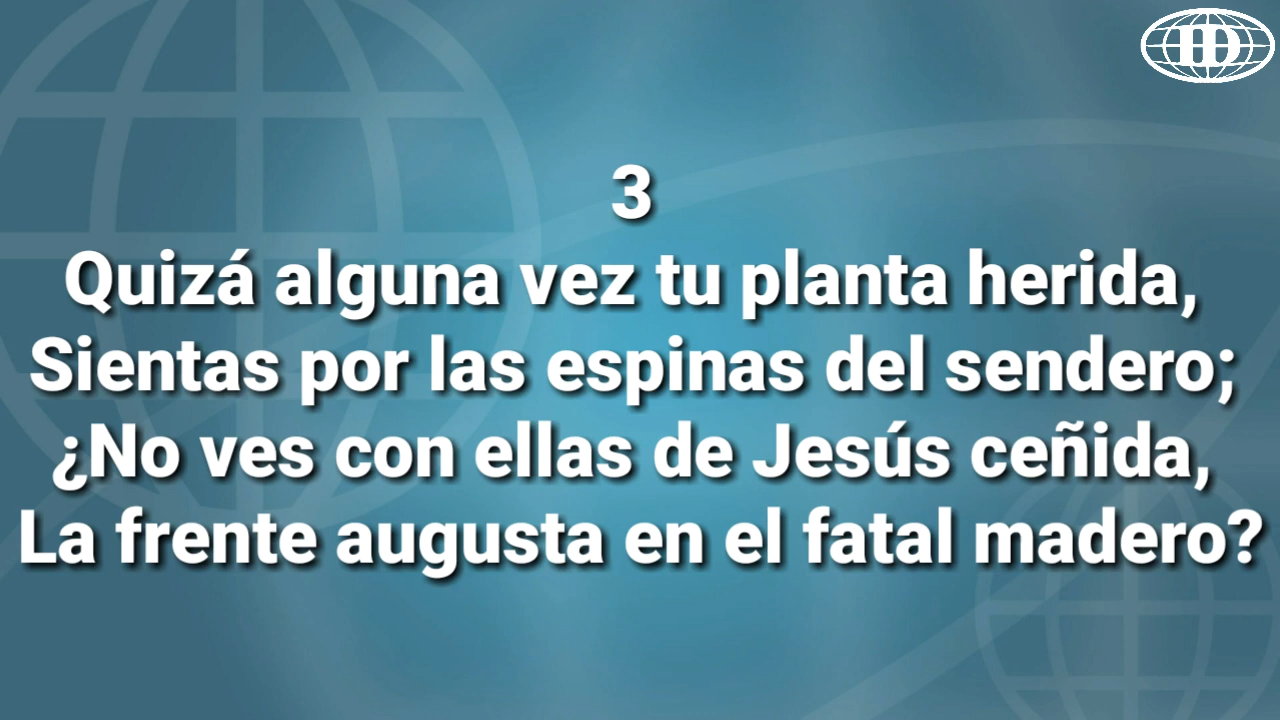 ID
3
Quizá alguna vez tu planta herida,
Sientas por las espinas del sendero;
¿No ves con ellas de Jesús ceñida,
La frente augusta en el fatal madero?